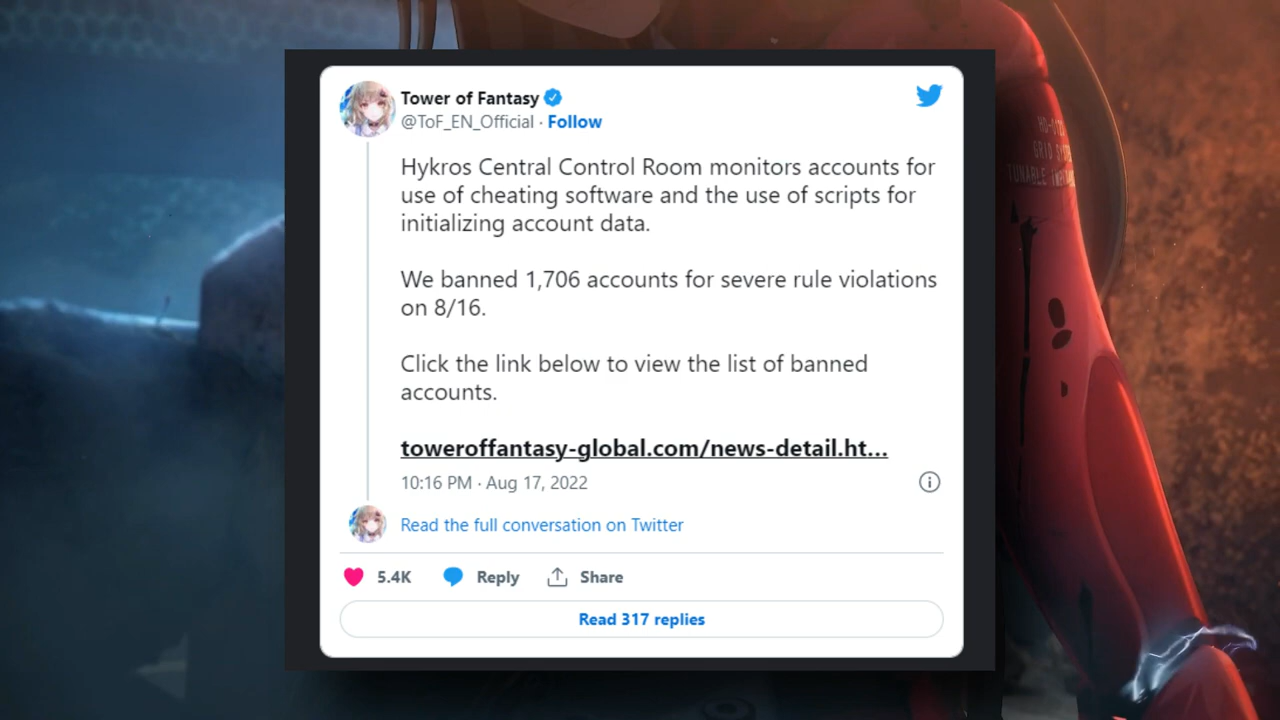 Tower of Fantasy
@ToF_EN_Official · Follow
Hykros Central Control Room monitors accounts for
use of cheating software and the use of scripts for
initializing account data.
We banned 1,706 accounts for severe rule violations
on 8/16.
Click the link below to view the list of banned
accounts.
toweroffantasy-global.com/news-detail.ht...
10:16 PM · Aug 17, 2022
Read the full conversation on Twitter
5.4K Reply Share
Read 317 replies
TUNABLE